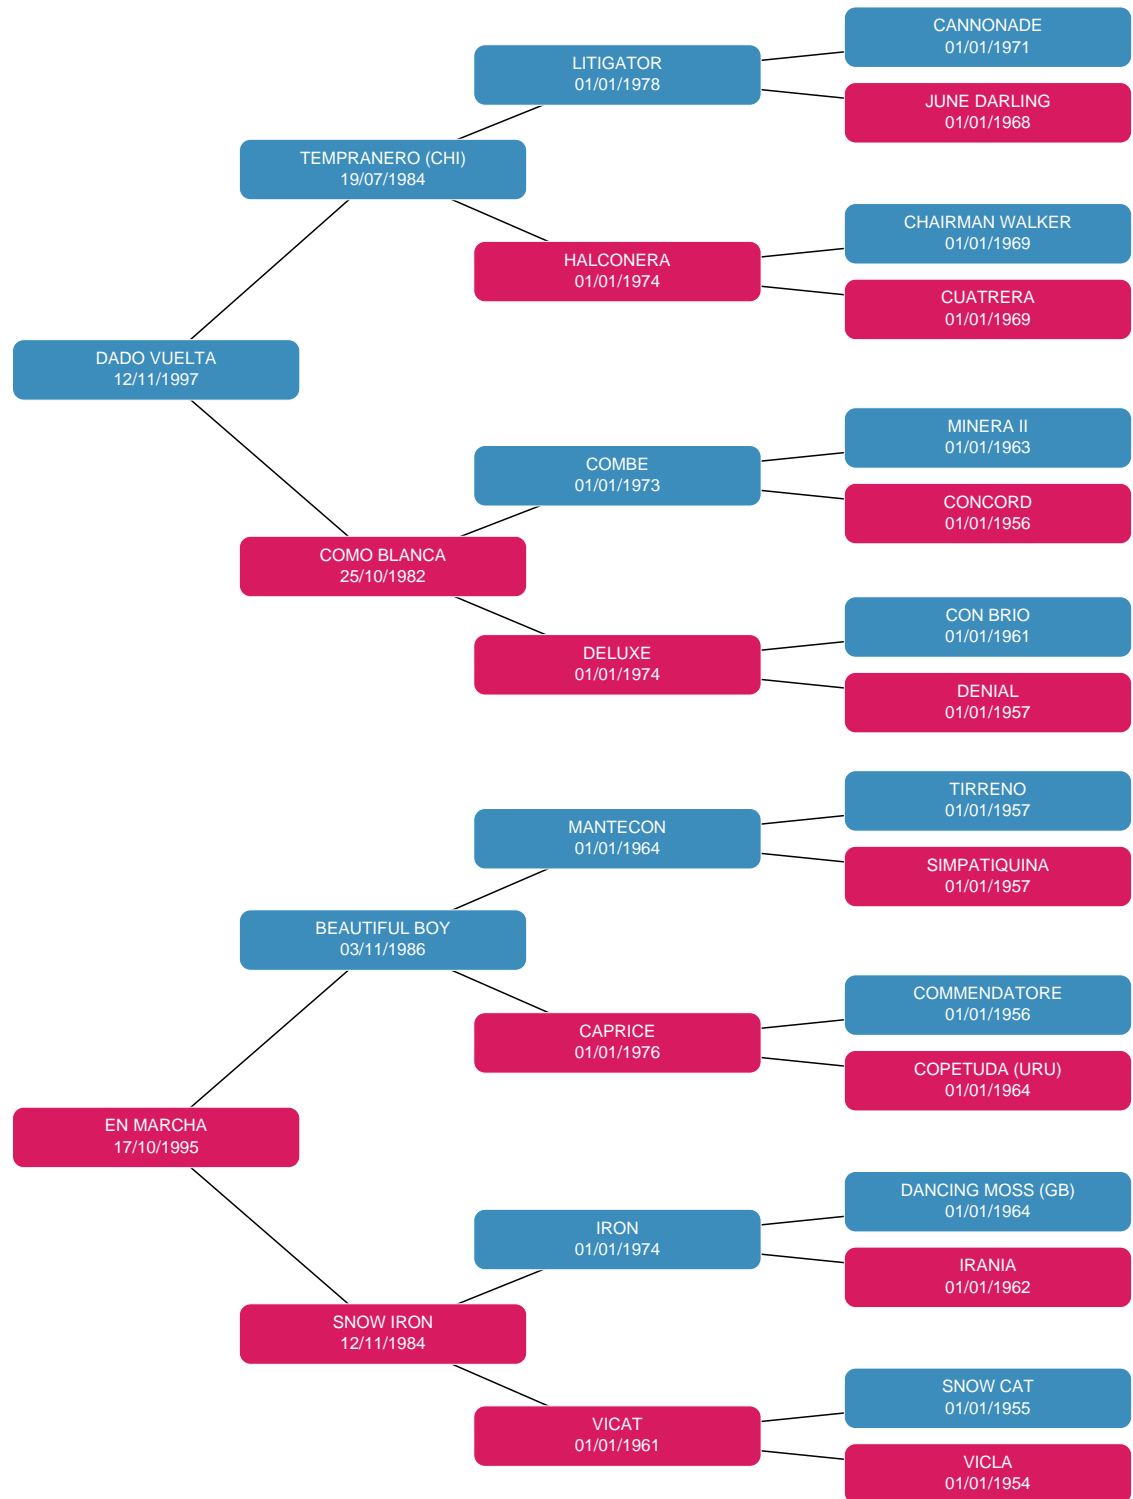 CANNONADE
01/01/1971
LITIGATOR
01/01/1978
JUNE DARLING
01/01/1968
TEMPRANERO (CHI)
19/07/1984
CHAIRMAN WALKER
01/01/1969
HALCONERA
01/01/1974
CUATRERA
01/01/1969
DADO VUELTA
12/11/1997
MINERA II
01/01/1963
COMBE
01/01/1973
CONCORD
01/01/1956
COMO BLANCA
25/10/1982
CON BRIO
01/01/1961
DELUXE
01/01/1974
DENIAL
01/01/1957
TIRRENO
01/01/1957
MANTECON
01/01/1964
SIMPATIQUINA
01/01/1957
BEAUTIFUL BOY
03/11/1986
COMMENDATORE
01/01/1956
CAPRICE
01/01/1976
COPETUDA (URU)
01/01/1964
EN MARCHA
17/10/1995
DANCING MOSS (GB)
01/01/1964
IRON
01/01/1974
IRANIA
01/01/1962
SNOW IRON
12/11/1984
SNOW CAT
01/01/1955
VICAT
01/01/1961
VICLA
01/01/1954